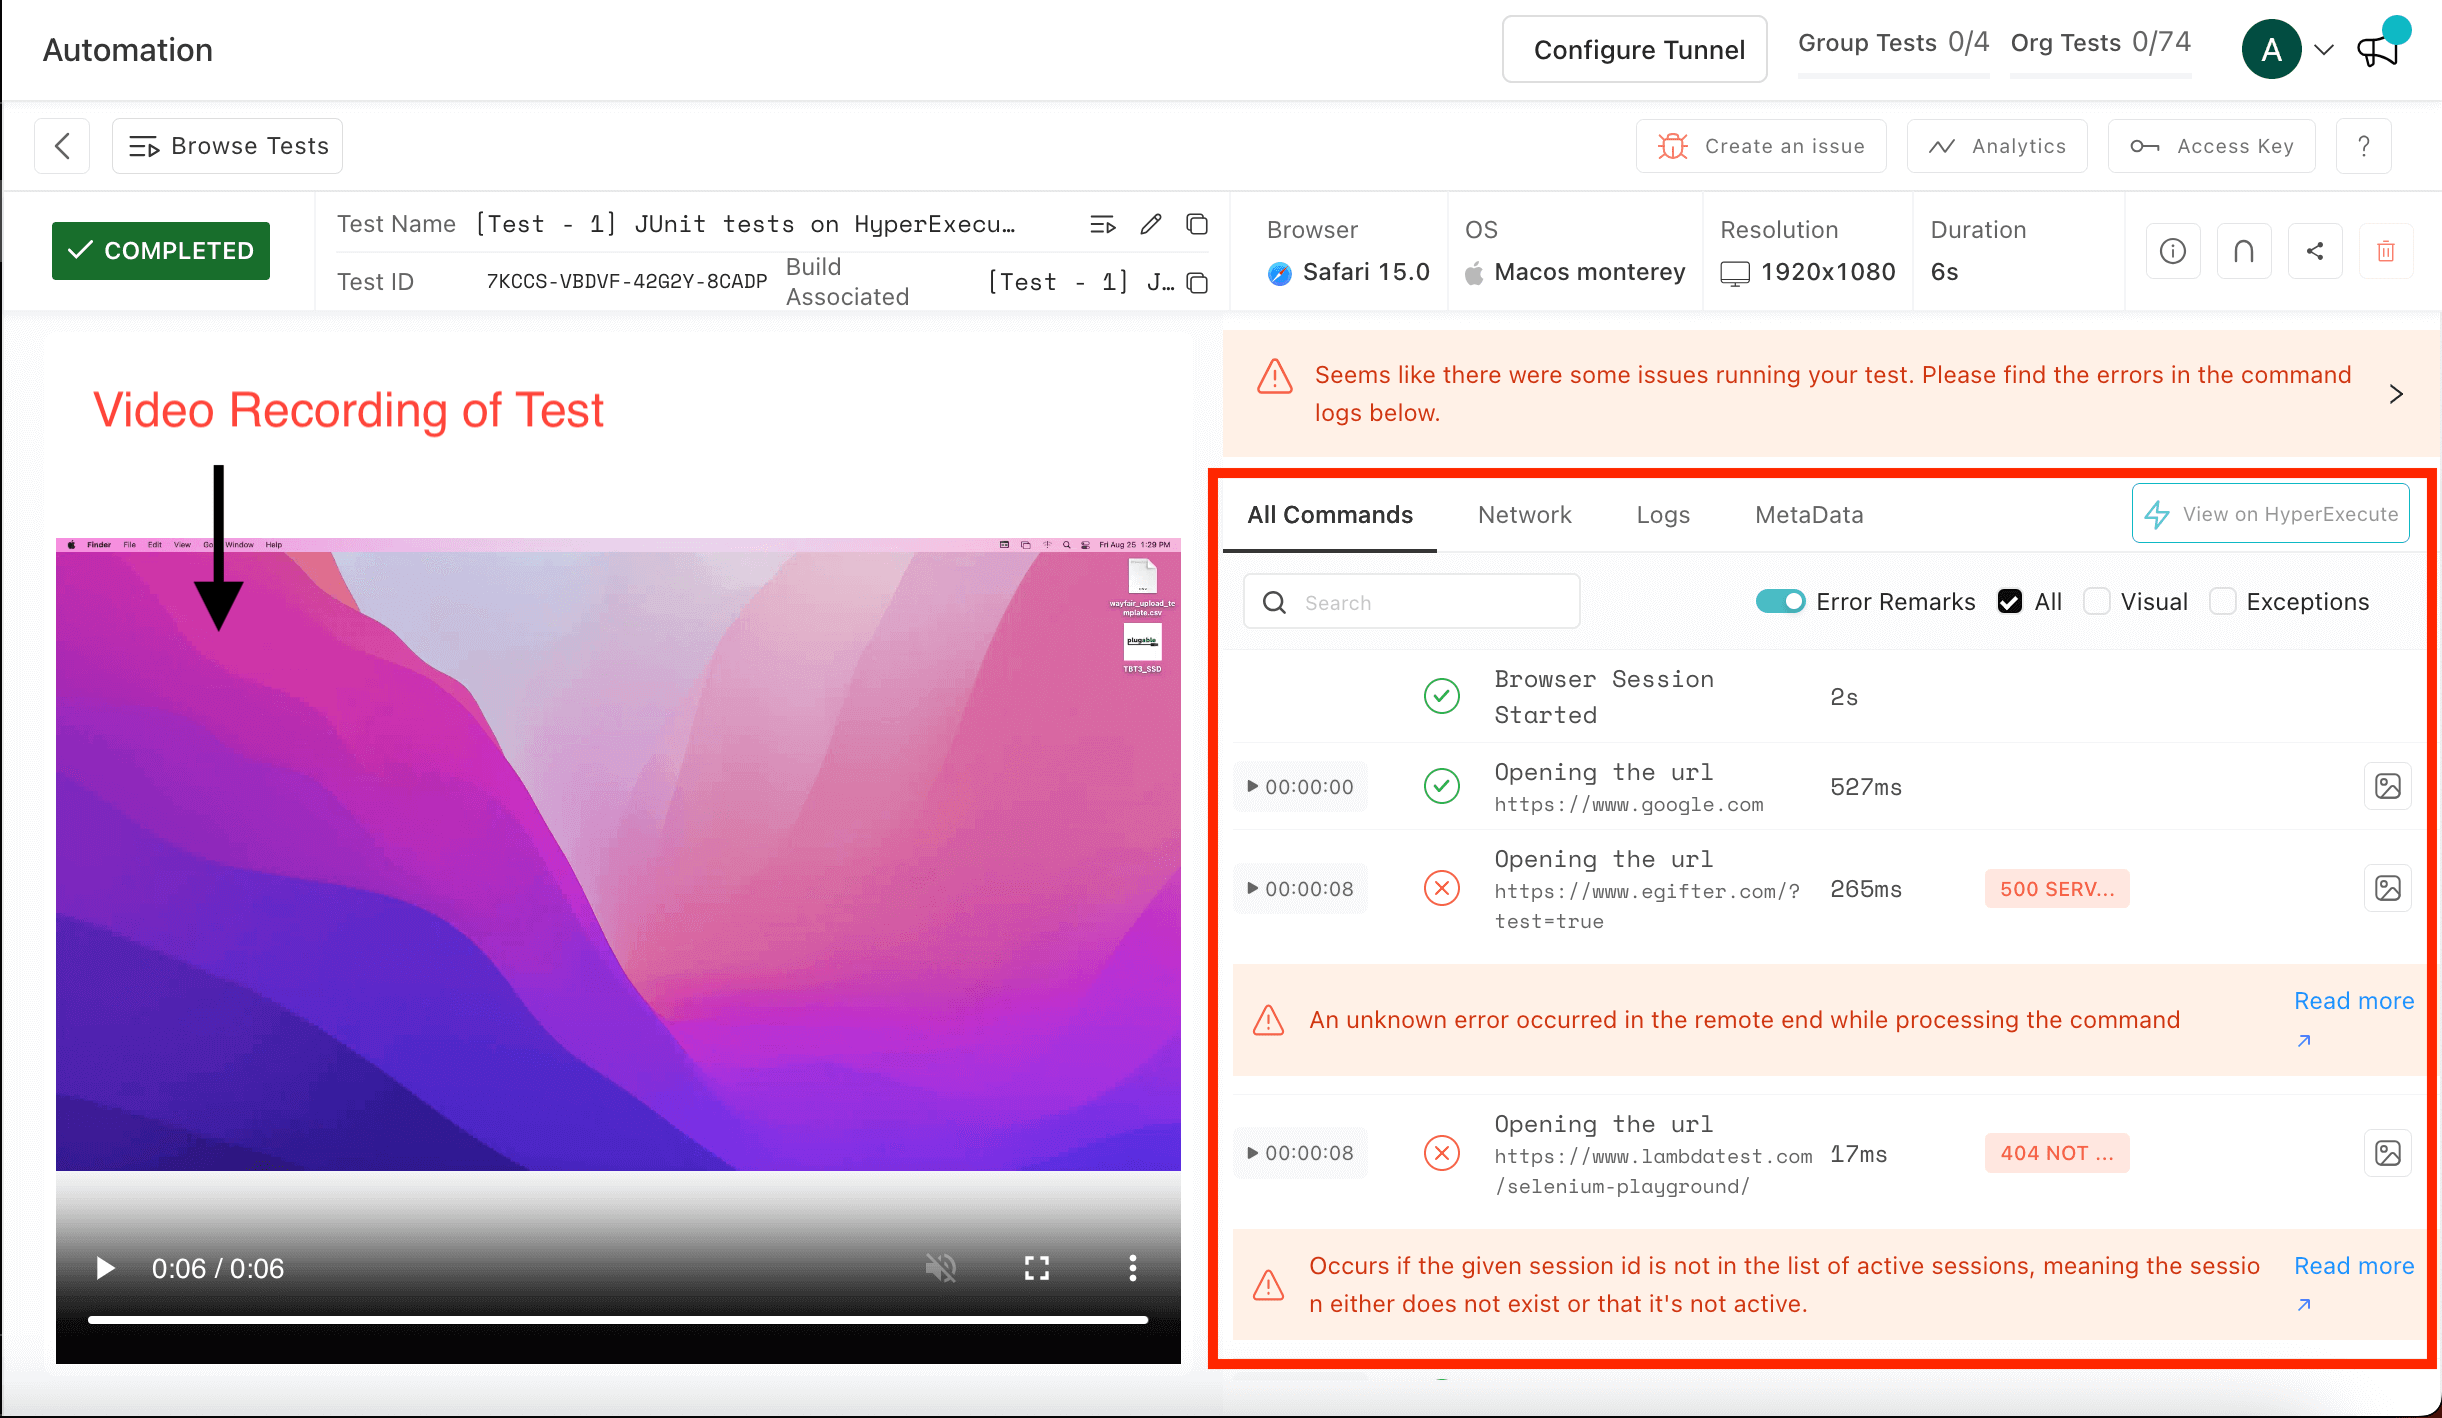 Automation
Configure Tunnel
Group Tests 0/4
Org Tests 0/74
A
Browse Tests
Create an issue
Analytics
Access Key
?
COMPLETED
Test Name [Test - 1] JUnit tests on HyperExecu…
Test ID 7KCCS-VBDVF-42G2Y-8CADP
Build
Associated
[Test - 1] J…
Browser
Safari 15.0
OS
Macos monterey
Resolution
1920x1080
Duration
6s
Video Recording of Test
Finder File Edit View Go Window Help
Fri Aug 25 1:29 PM
wayfair_upload_te
mplate.csv
plugable
TBT3_SSD
0:06 / 0:06
Seems like there were some issues running your test. Please find the errors in the command
logs below.
All Commands
Network
Logs
MetaData
View on HyperExecute
Search
Error Remarks
All
Visual
Exceptions
Browser Session
Started
2s
00:00:00
Opening the url
https://www.google.com
527ms
00:00:08
Opening the url
https://www.egifter.com/?
test=true
265ms
500 SERV...
An unknown error occurred in the remote end while processing the command
Read more
00:00:08
Opening the url
https://www.lambdatest.com
/selenium-playground/
17ms
404 NOT ...
Occurs if the given session id is not in the list of active sessions, meaning the sessio
n either does not exist or that it's not active.
Read more